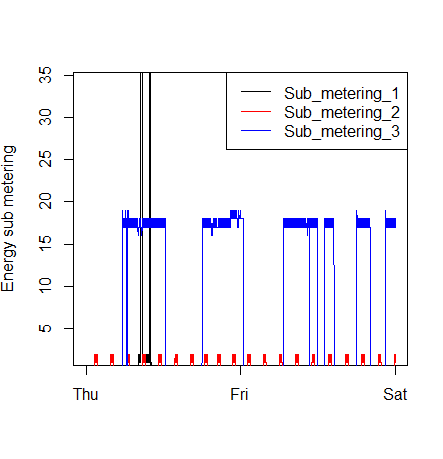 Energy sub metering
35
30
25
20
15
10
5
Sub_metering_1
Sub_metering_2
Sub_metering_3
Thu Fri Sat